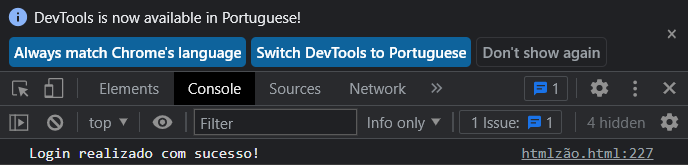 DevTools is now available in Portuguese!
Always match Chrome's language Switch DevTools to Portuguese Don't show again
Elements Console Sources Network 1
top Filter Info only 1 Issue: 1 4 hidden
Login realizado com sucesso! htmlzão.html:227